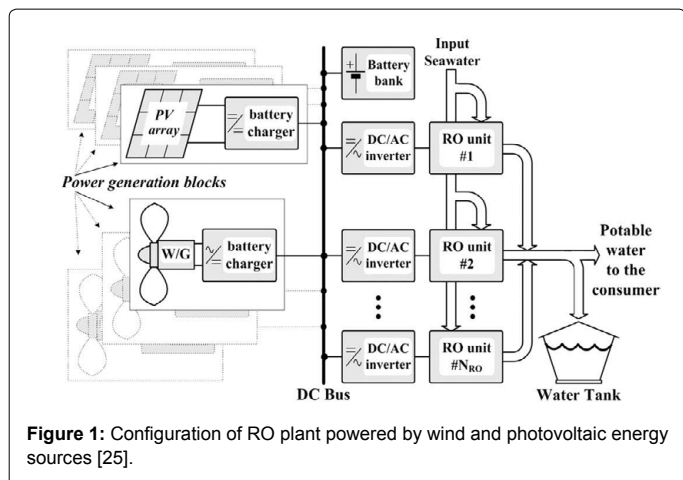 Power generation blocks
PV
array
battery
charger
W/G
battery
charger
DC Bus
+
Battery
bank
DC/AC
inverter
DC/AC
inverter
DC/AC
inverter
Input
Seawater
RO unit
#1
RO unit
#2
RO unit
#NRO
Potable
water
to the
consumer
Water Tank
Figure 1: Configuration of RO plant powered by wind and photovoltaic energy
sources [25].